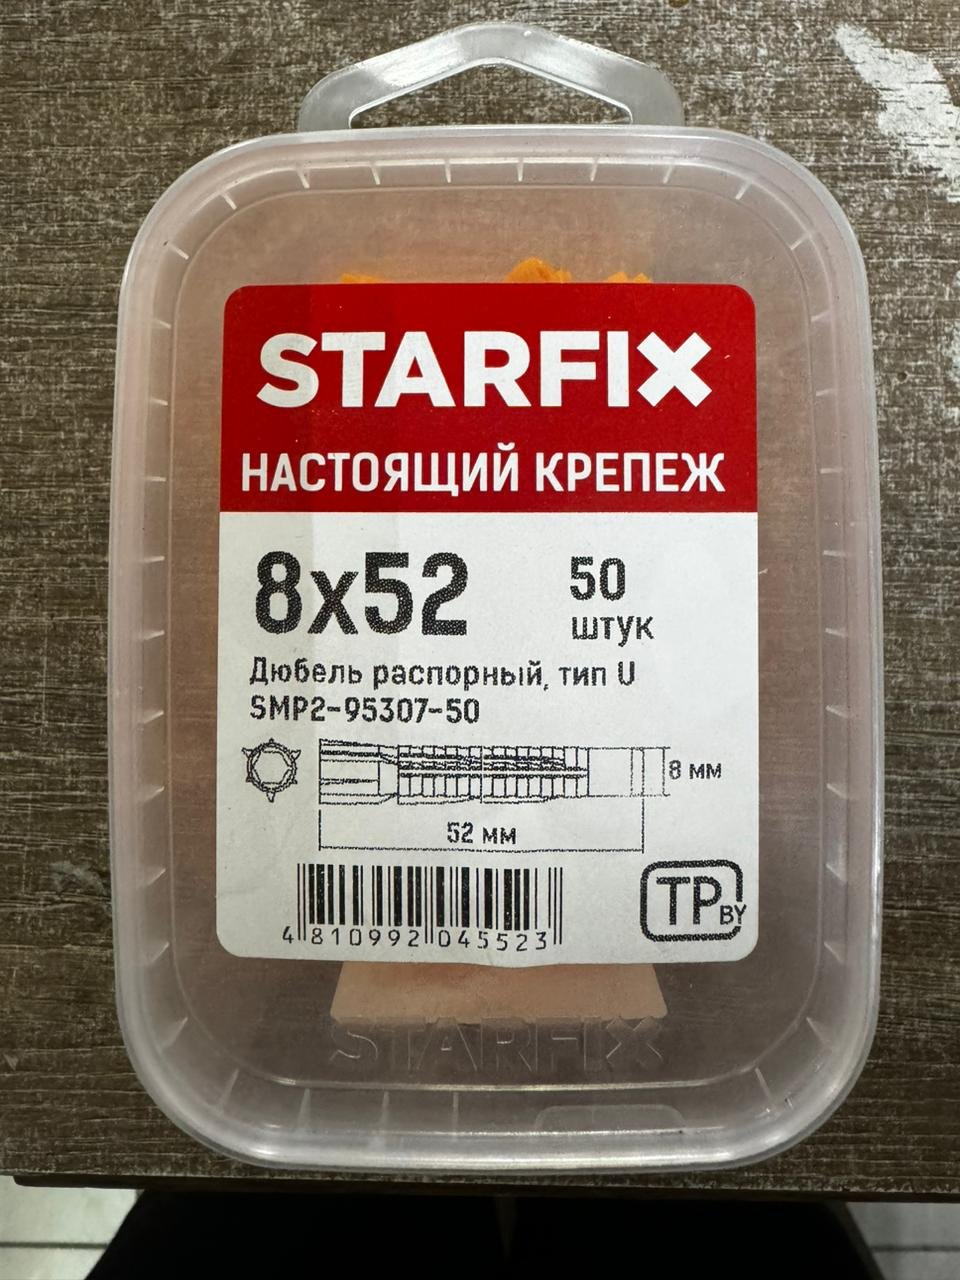 STARFIX
НАСТОЯЩИЙ КРЕПЕЖ
8x52
50
штук
Дюбель распорный, тип U
SMP2-95307-50
8 мм
52 мм
4 810992 045523
TP BY
STARFIX